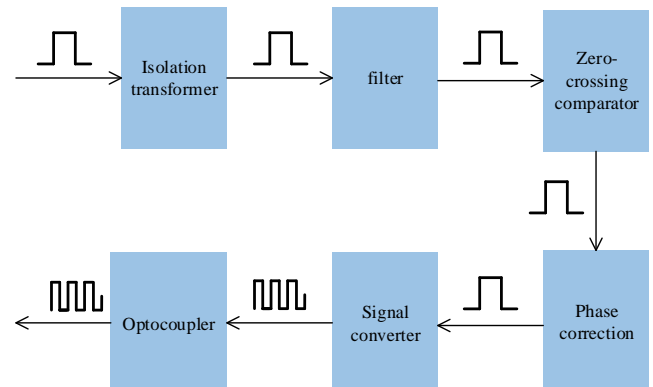 Isolation
transformer
filter
Zero-
crossing
comparator
Phase
correction
Signal
converter
Optocoupler